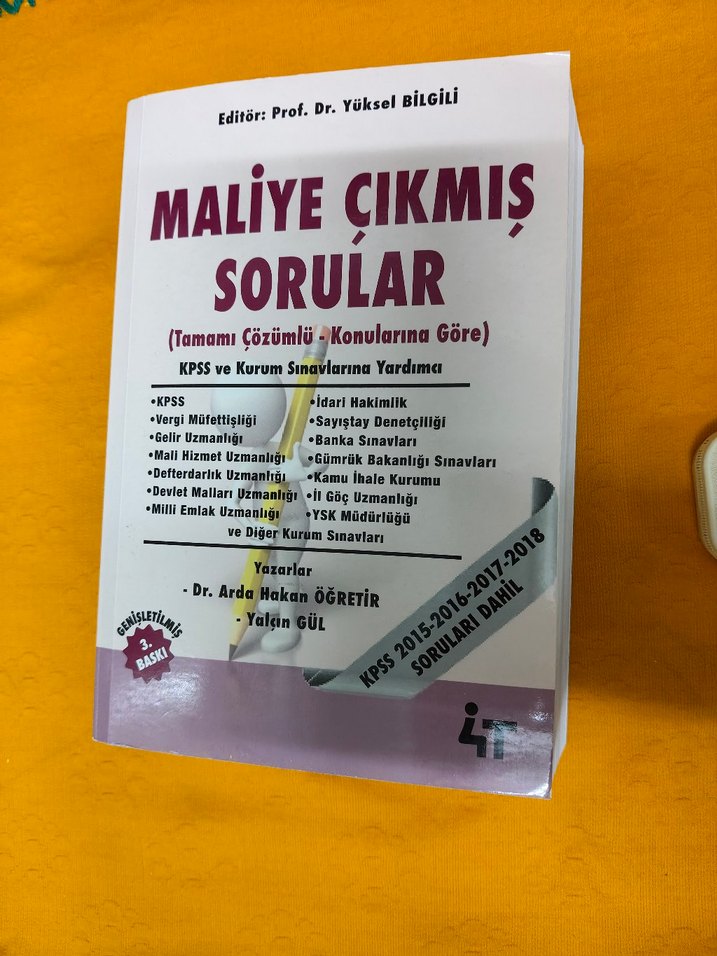 Editör: Prof. Dr. Yüksel BİLGİLİ
MALİYE ÇIKMIŞ
SORULAR
(Tamamı Çözümlü - Konularına Göre)
KPSS ve Kurum Sınavlarına Yardımcı
•KPSS
•Vergi Müfettişliği
•Gelir Uzmanlığı
•Mali Hizmet Uzmanlığı
•Defterdarlık Uzmanlığı
•Devlet Malları Uzmanlığı
•Milli Emlak Uzmanlığı
•İdari Hakimlik
•Sayıştay Denetçiliği
•Banka Sınavları
•Gümrük Bakanlığı Sınavları
•Kamu İhale Kurumu
•İl Göç Uzmanlığı
•YSK Müdürlüğü
ve Diğer Kurum Sınavları
Yazarlar
- Dr. Arda Hakan ÖĞRETİR
- Yalçın GÜL
GENİŞLETİLMİŞ
3.
BASKI
KPSS 2015-2016-2017-2018
SORULARI DAHİL
4T